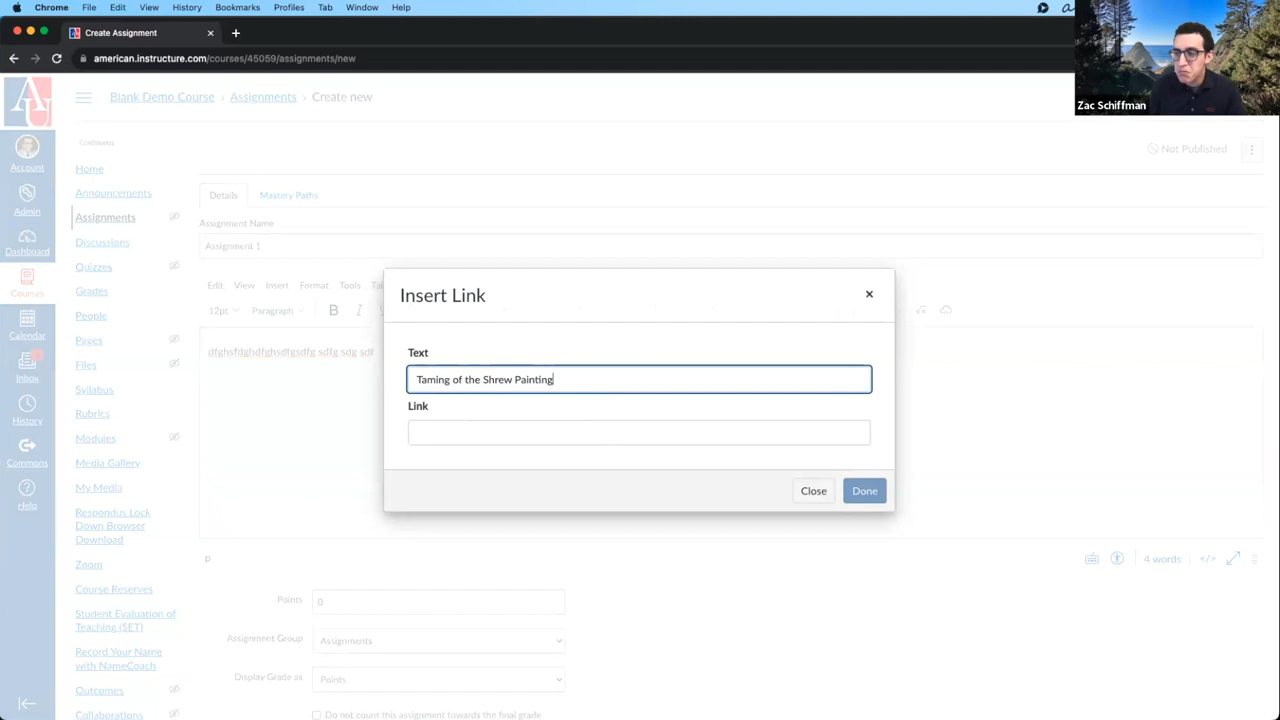 Chrome File Edit View History Bookmarks Profiles Tab Window Help
Create Assignment
american.instructure.com/courses/45059/assignments/new
Zac Schiffman
Blank Demo Course › Assignments › Create new
Continuous
Not Published
Account
Admin
Dashboard
Courses
Calendar
Inbox
History
Commons
Help
Home
Announcements
Assignments
Discussions
Quizzes
Grades
People
Pages
Files
Syllabus
Rubrics
Modules
Media Gallery
My Media
Respondus Lock
Down Browser
Download
Zoom
Course Reserves
Student Evaluation of
Teaching (SET)
Record Your Name
with NameCoach
Outcomes
Collaborations
Details Mastery Paths
Assignment Name
Assignment 1
Edit View Insert Format Tools
12pt Paragraph B I
dfghsfdghdfghsdfgsdfg sdfg sdg sdf
Insert Link
Text
Taming of the Shrew Painting
Link
Close Done
p
4 words </>
Points 0
Assignment Group Assignments
Display Grade as Points
Do not count this assignment towards the final grade